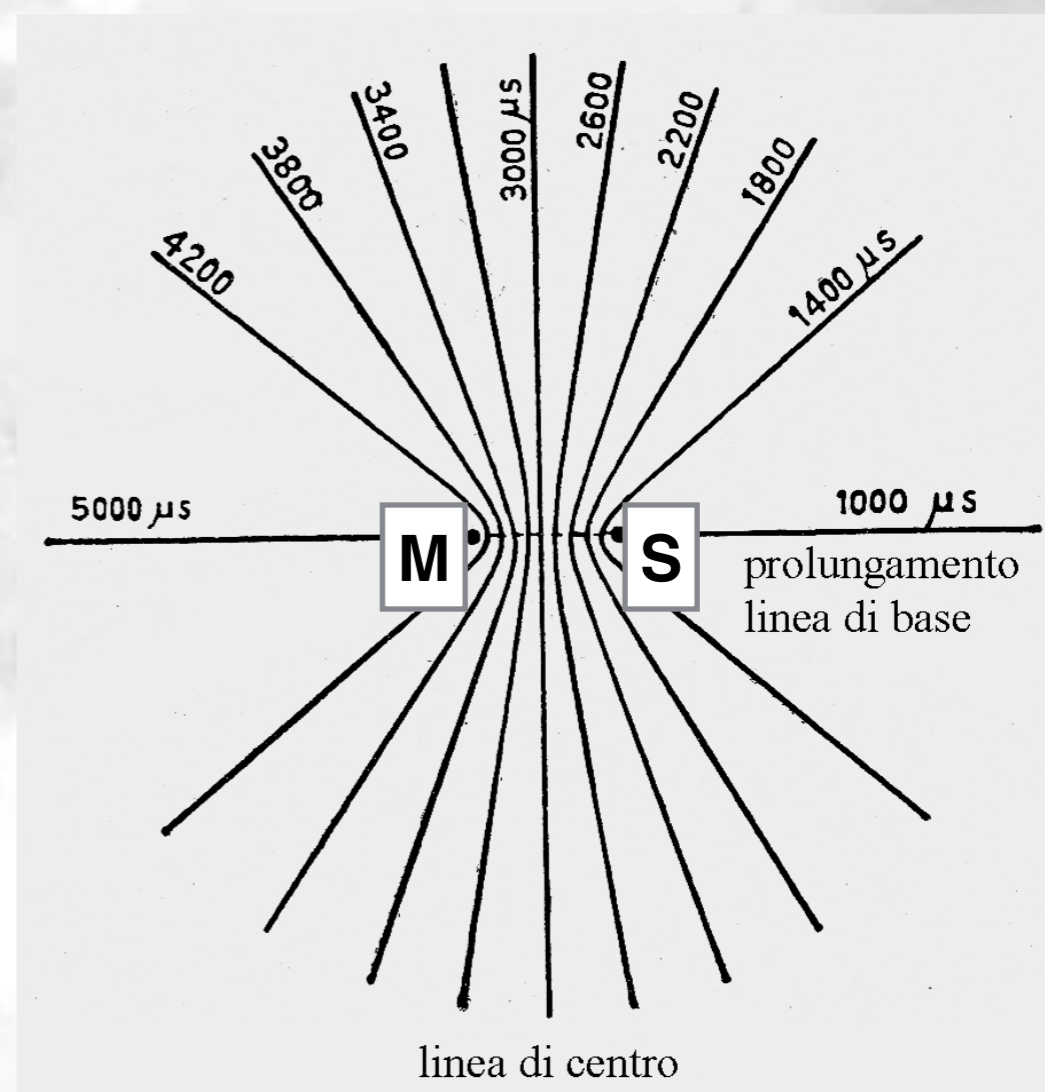 4200
3800
3400
3000 µs
2600
2200
1800
1400 µs
5000 µs
M
S
1000 µs
prolungamento
linea di base
linea di centro